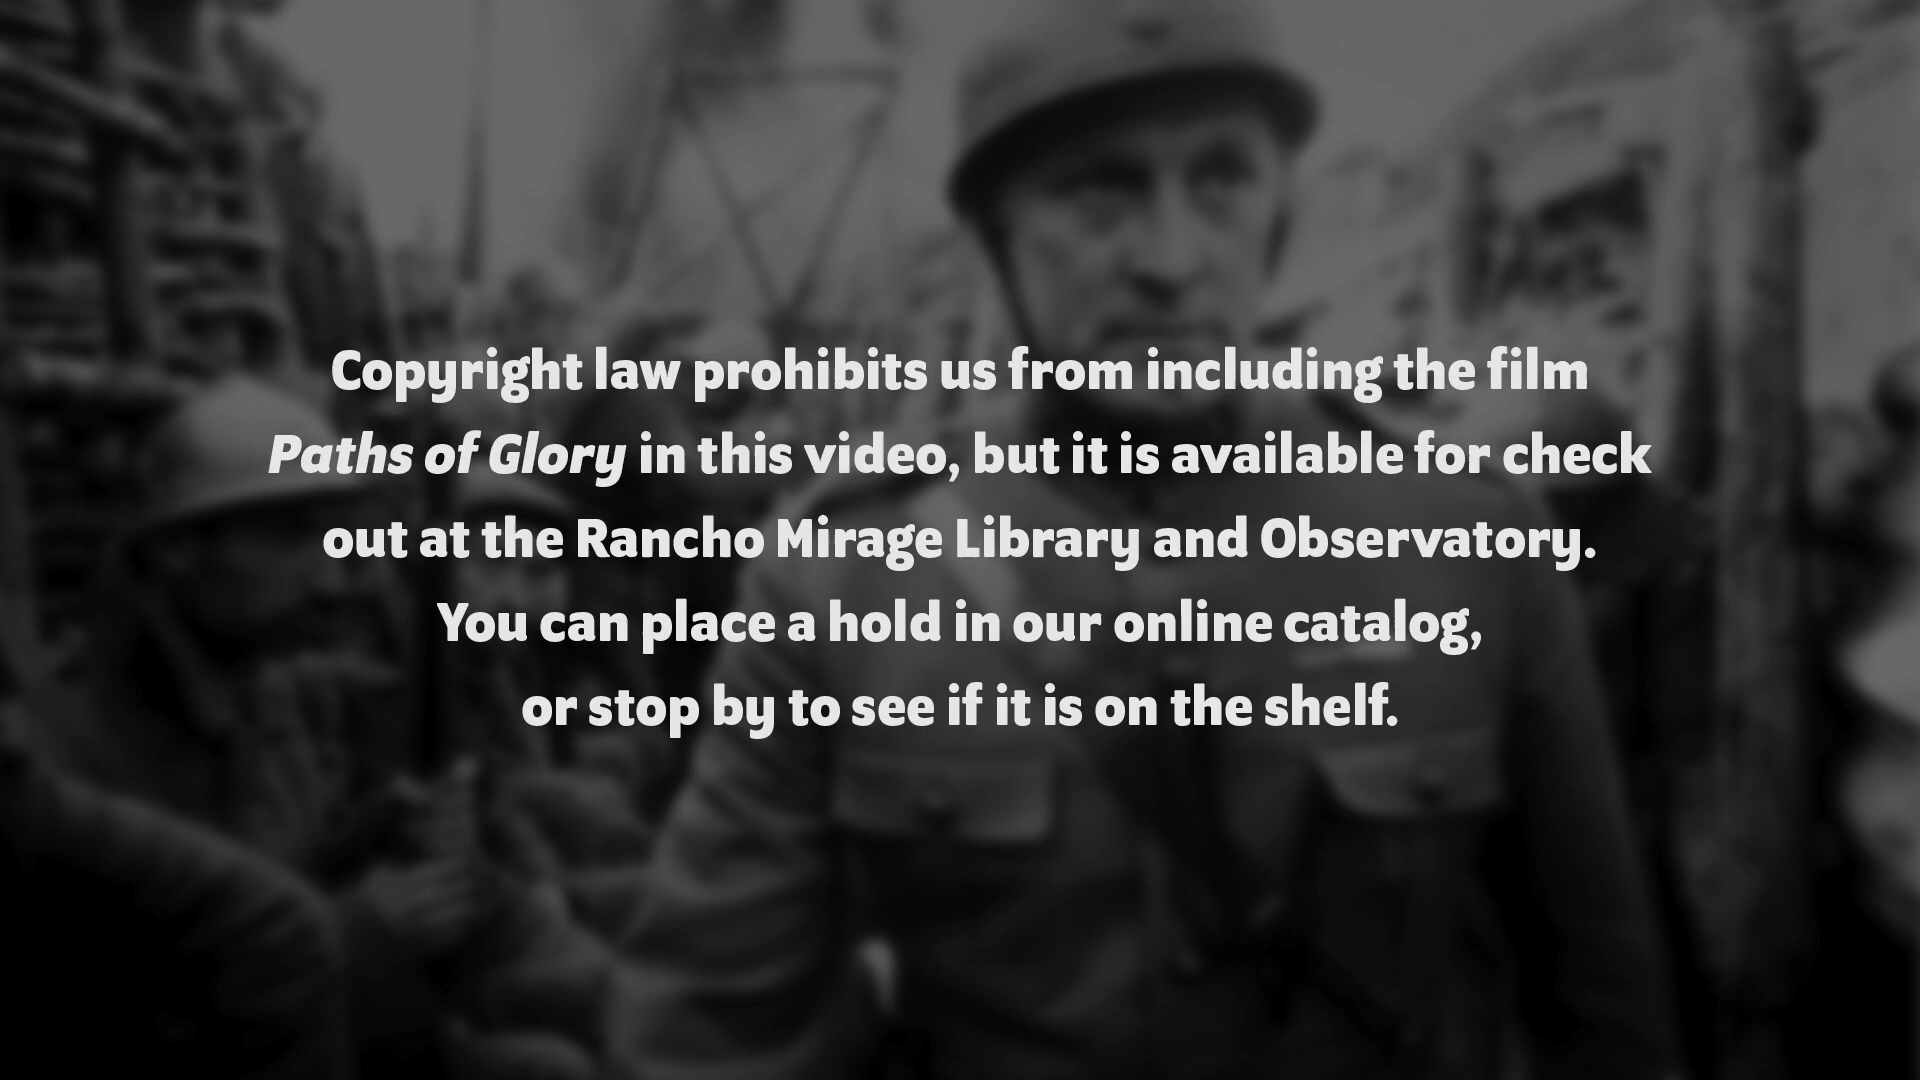 Copyright law prohibits us from including the film
Paths of Glory in this video, but it is available for check
out at the Rancho Mirage Library and Observatory.
You can place a hold in our online catalog,
or stop by to see if it is on the shelf.